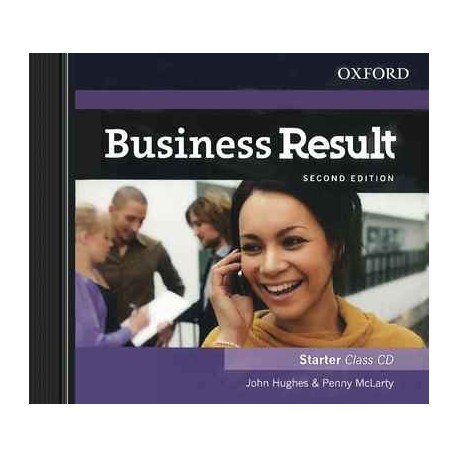 OXFORD
Business Result
SECOND EDITION
Starter Class CD
John Hughes & Penny McLarty